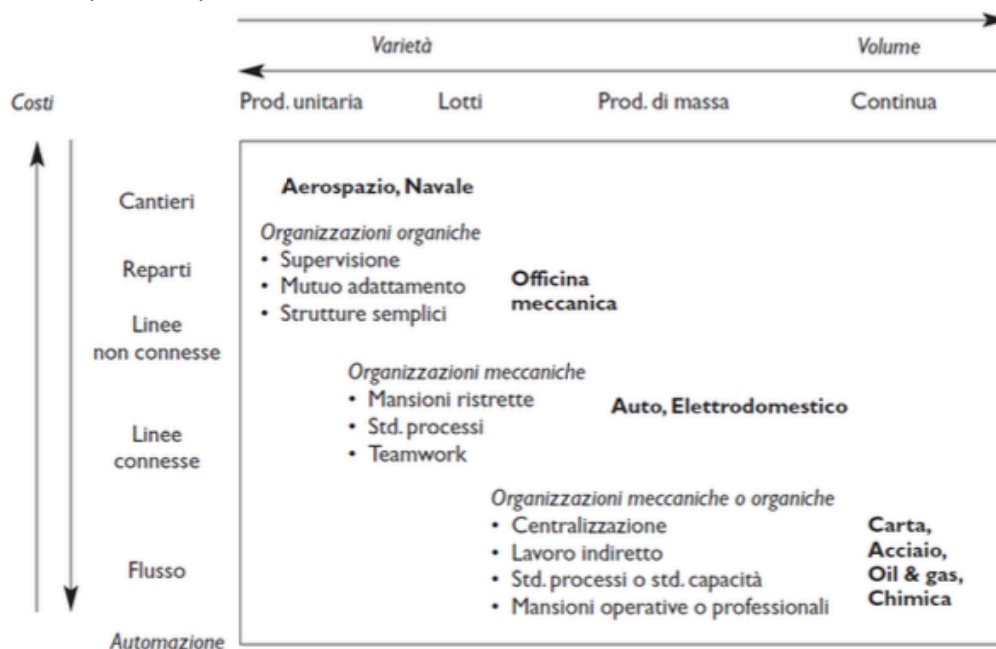 Varietà Volume
Costi Prod. unitaria Lotti Prod. di massa Continua
Aerospazio, Navale
Cantieri
Organizzazioni organiche
• Supervisione
Reparti
• Mutuo adattamento
• Strutture semplici
Officina
meccanica
Linee
non connesse
Organizzazioni meccaniche
• Mansioni ristrette
• Std. processi
• Teamwork
Auto, Elettrodomestico
Linee
connesse
Organizzazioni meccaniche o organiche
• Centralizzazione
• Lavoro indiretto
• Std. processi o std. capacità
• Mansioni operative o professionali
Carta,
Acciaio,
Oil & gas,
Chimica
Flusso
Automazione